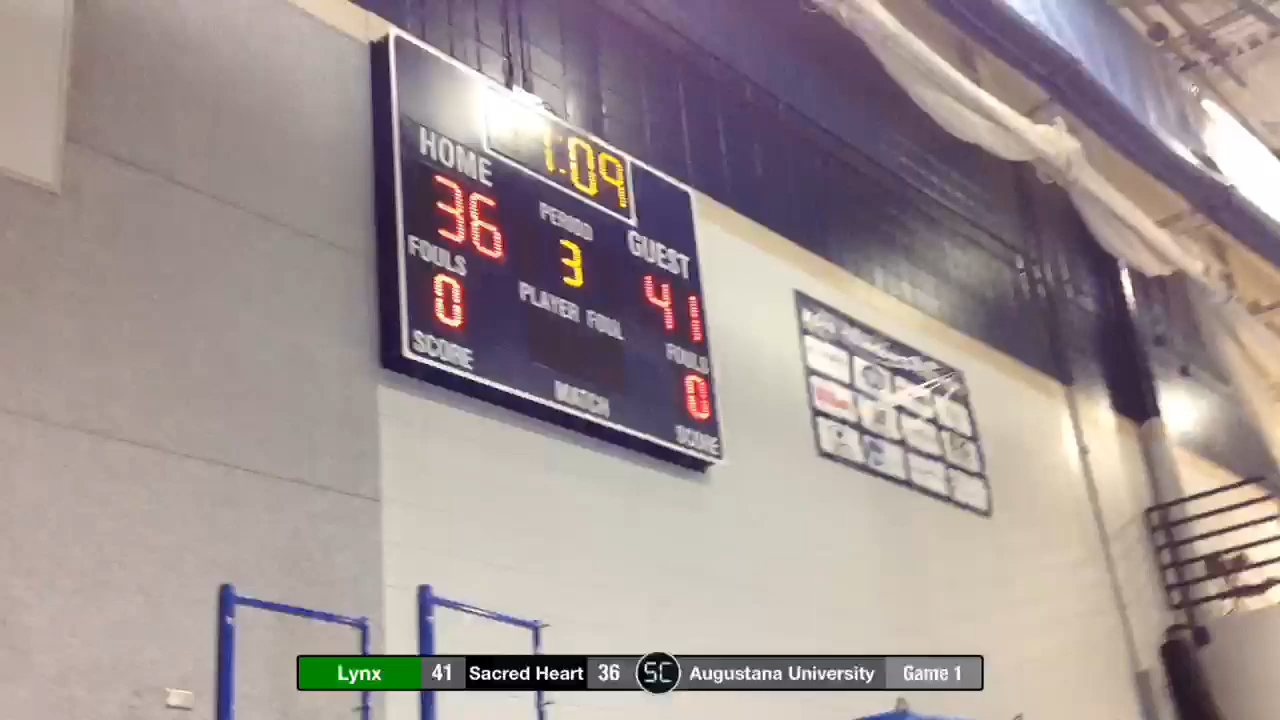 1:09
HOME
36
PERIOD
3
GUEST
41
FOULS
0
PLAYER FOUL
FOULS
0
SCORE
MATCH
SCORE
Lynx 41 Sacred Heart 36 SC Augustana University Game 1